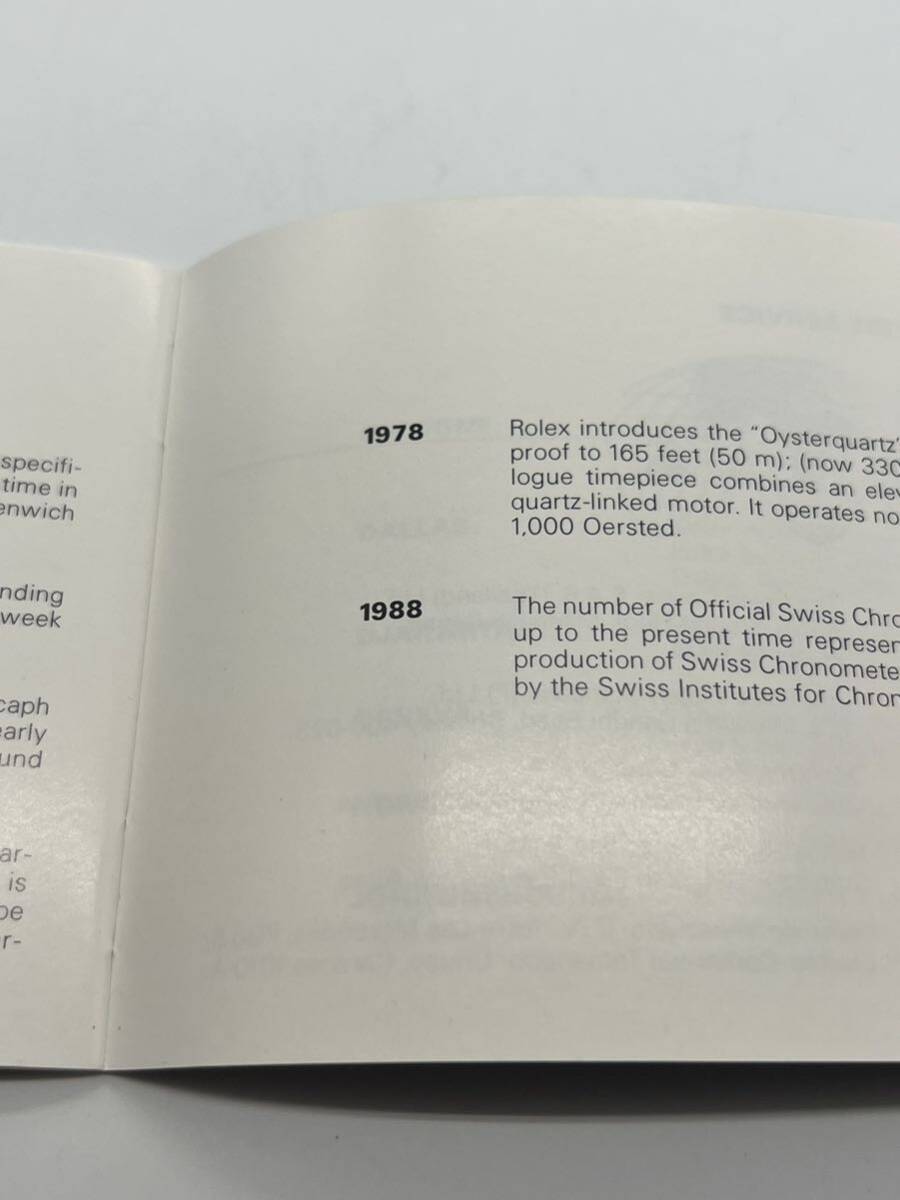 specifi-
time in
enwich
nding
week
caph
early
und
ar-
is
pe
r-
1978
Rolex introduces the "Oysterquartz"
proof to 165 feet (50 m); (now 330
logue timepiece combines an ele
quartz-linked motor. It operates no
1,000 Oersted.
1988
The number of Official Swiss Chro
up to the present time represen
production of Swiss Chronomete
by the Swiss Institutes for Chron